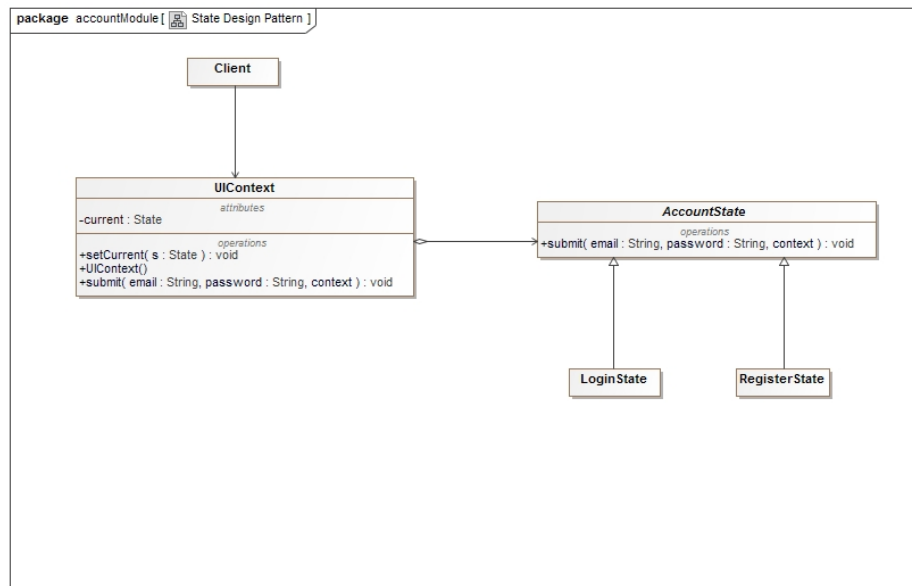 package accountModule [ State Design Pattern ]
Client
UIContext
attributes
-current : State
operations
+setCurrent( s : State ) : void
+UIContext()
+submit( email : String, password : String, context ) : void
AccountState
operations
+submit( email : String, password : String, context ) : void
LoginState
RegisterState